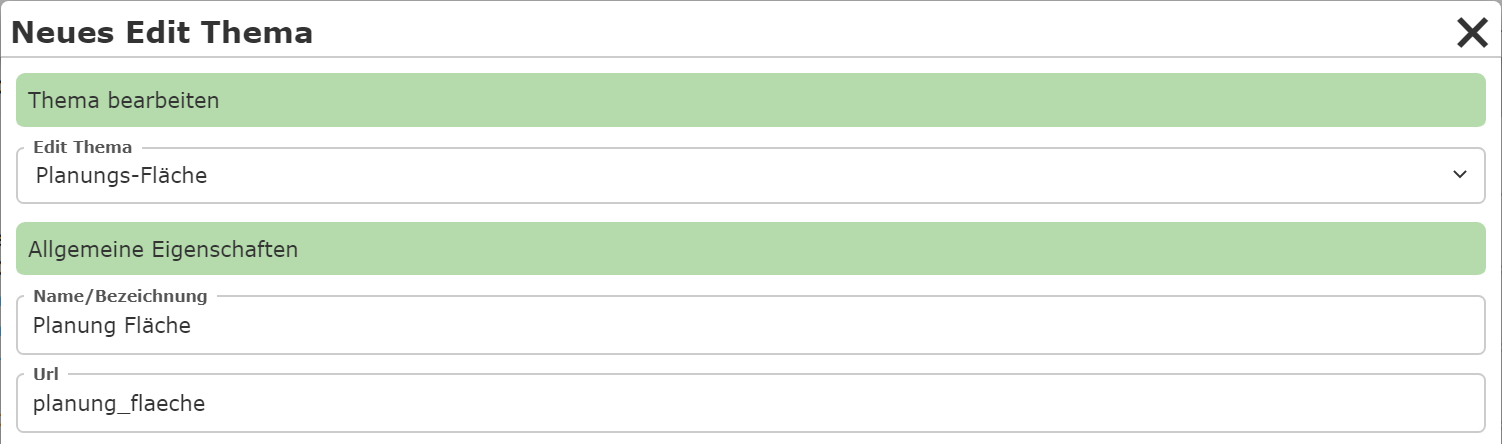 Neues Edit Thema
Thema bearbeiten
Edit Thema
Planungs-Fläche
Allgemeine Eigenschaften
Name/Bezeichnung
Planung Fläche
Url
planung_flaeche